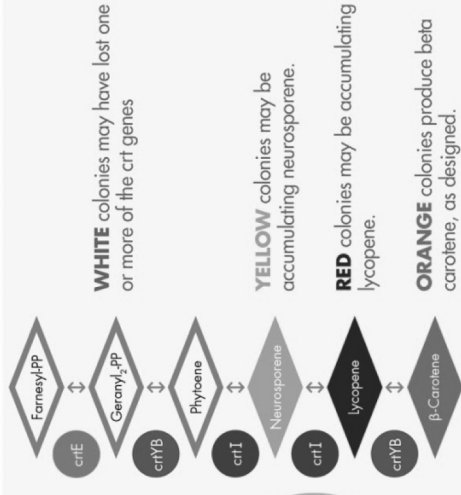 Farnesyl-PP
crtE
Geranyl2-PP
crtYB
Phytoene
crtI
Neurosporene
crtI
Lycopene
crtYB
β-Carotene
WHITE colonies may have lost one
or more of the crt genes
YELLOW colonies may be
accumulating neurosporene.
RED colonies may be accumulating
lycopene.
ORANGE colonies produce beta
carotene, as designed.